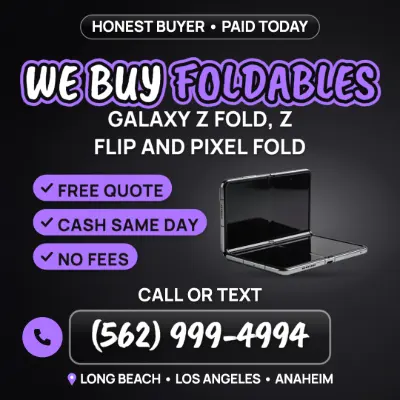 HONEST BUYER • PAID TODAY
WE BUY FOLDABLES
GALAXY Z FOLD, Z
FLIP AND PIXEL FOLD
FREE QUOTE
CASH SAME DAY
NO FEES
CALL OR TEXT
(562) 999-4994
LONG BEACH • LOS ANGELES • ANAHEIM